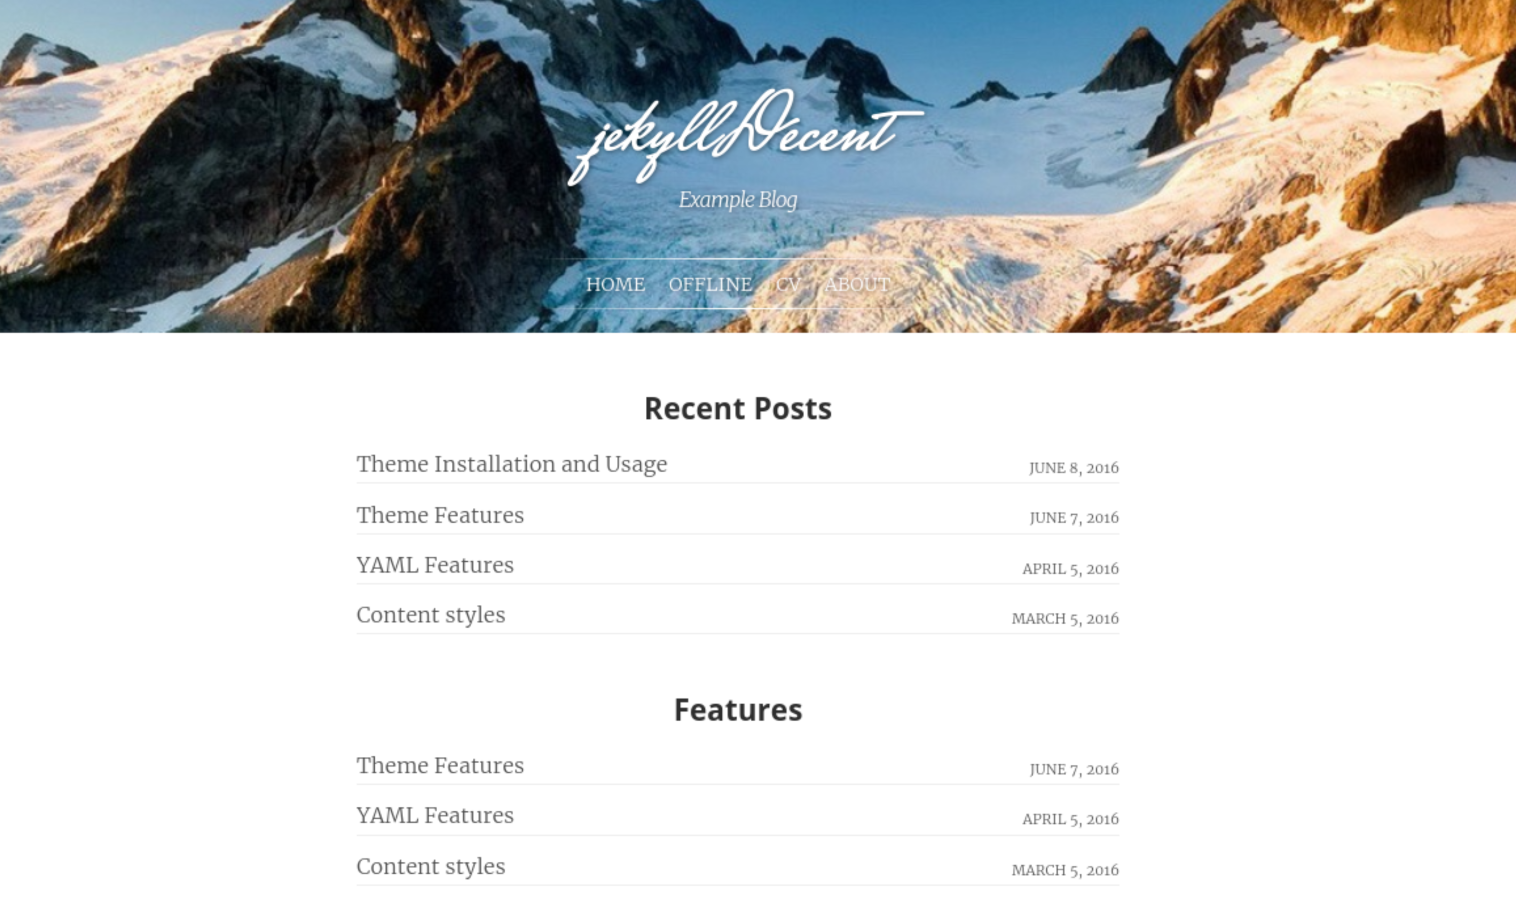 jekyllDecent
Example Blog
HOME OFFLINE CV ABOUT
Recent Posts
Theme Installation and Usage JUNE 8, 2016
Theme Features JUNE 7, 2016
YAML Features APRIL 5, 2016
Content styles MARCH 5, 2016
Features
Theme Features JUNE 7, 2016
YAML Features APRIL 5, 2016
Content styles MARCH 5, 2016